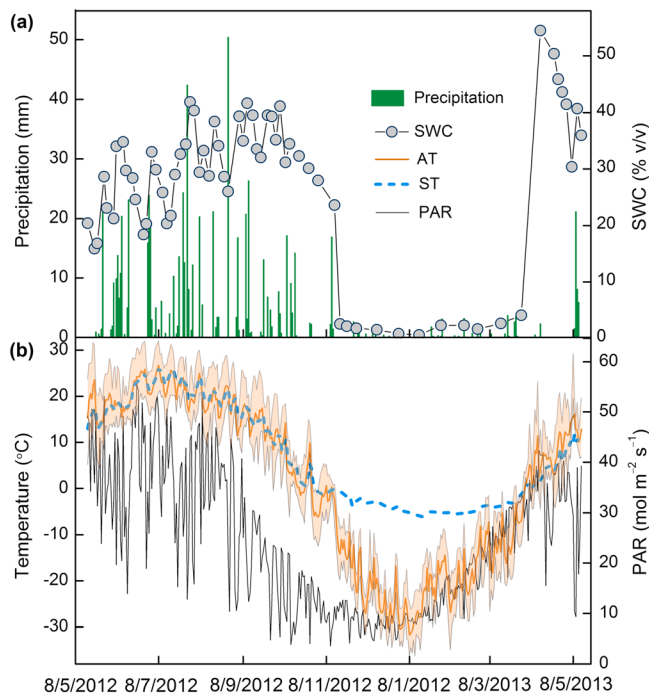 (a)
60
50
40
30
20
10
0
Precipitation (mm)
Precipitation
SWC
AT
ST
PAR
50
40
30
20
10
0
SWC (% v/v)
(b)
30
20
10
0
-10
-20
-30
Temperature (°C)
60
50
40
30
20
10
0
PAR (mol m⁻² s⁻¹)
8/5/2012 8/7/2012 8/9/2012 8/11/2012 8/1/2012 8/3/2013 8/5/2013